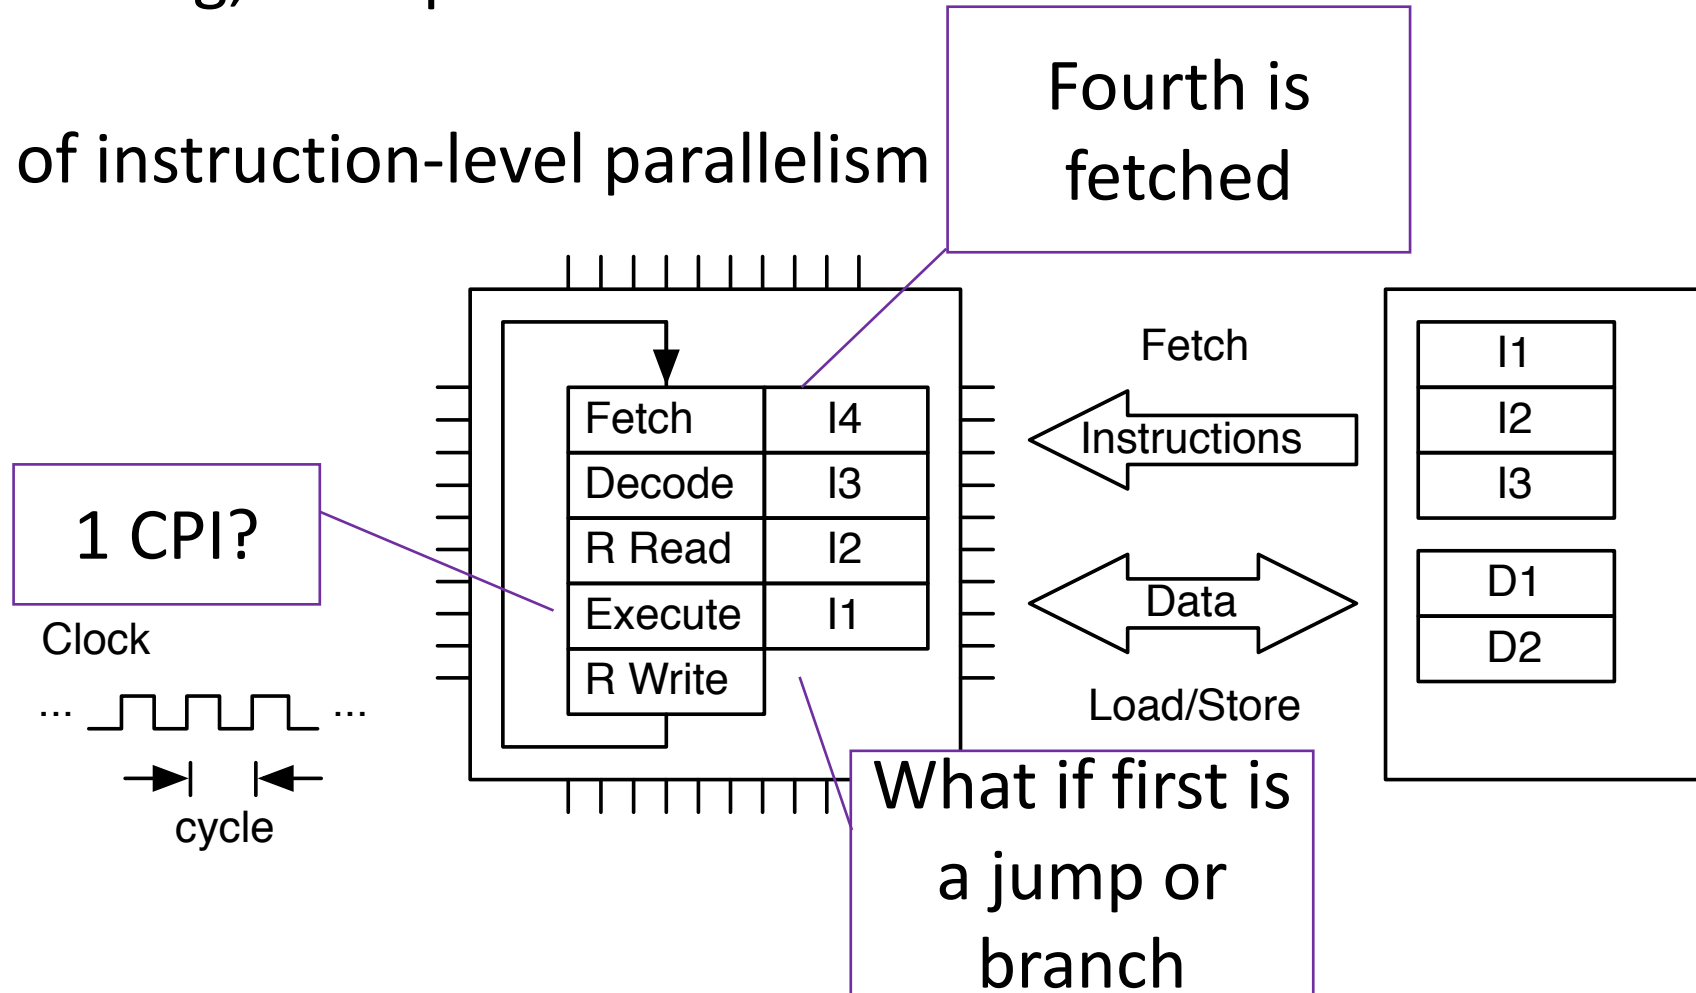 of instruction-level parallelism
Fourth is
fetched
Fetch
I4
Decode
I3
R Read
I2
Execute
I1
R Write
1 CPI?
Clock
...
...
cycle
Fetch
Instructions
Data
Load/Store
I1
I2
I3
D1
D2
What if first is
a jump or
branch